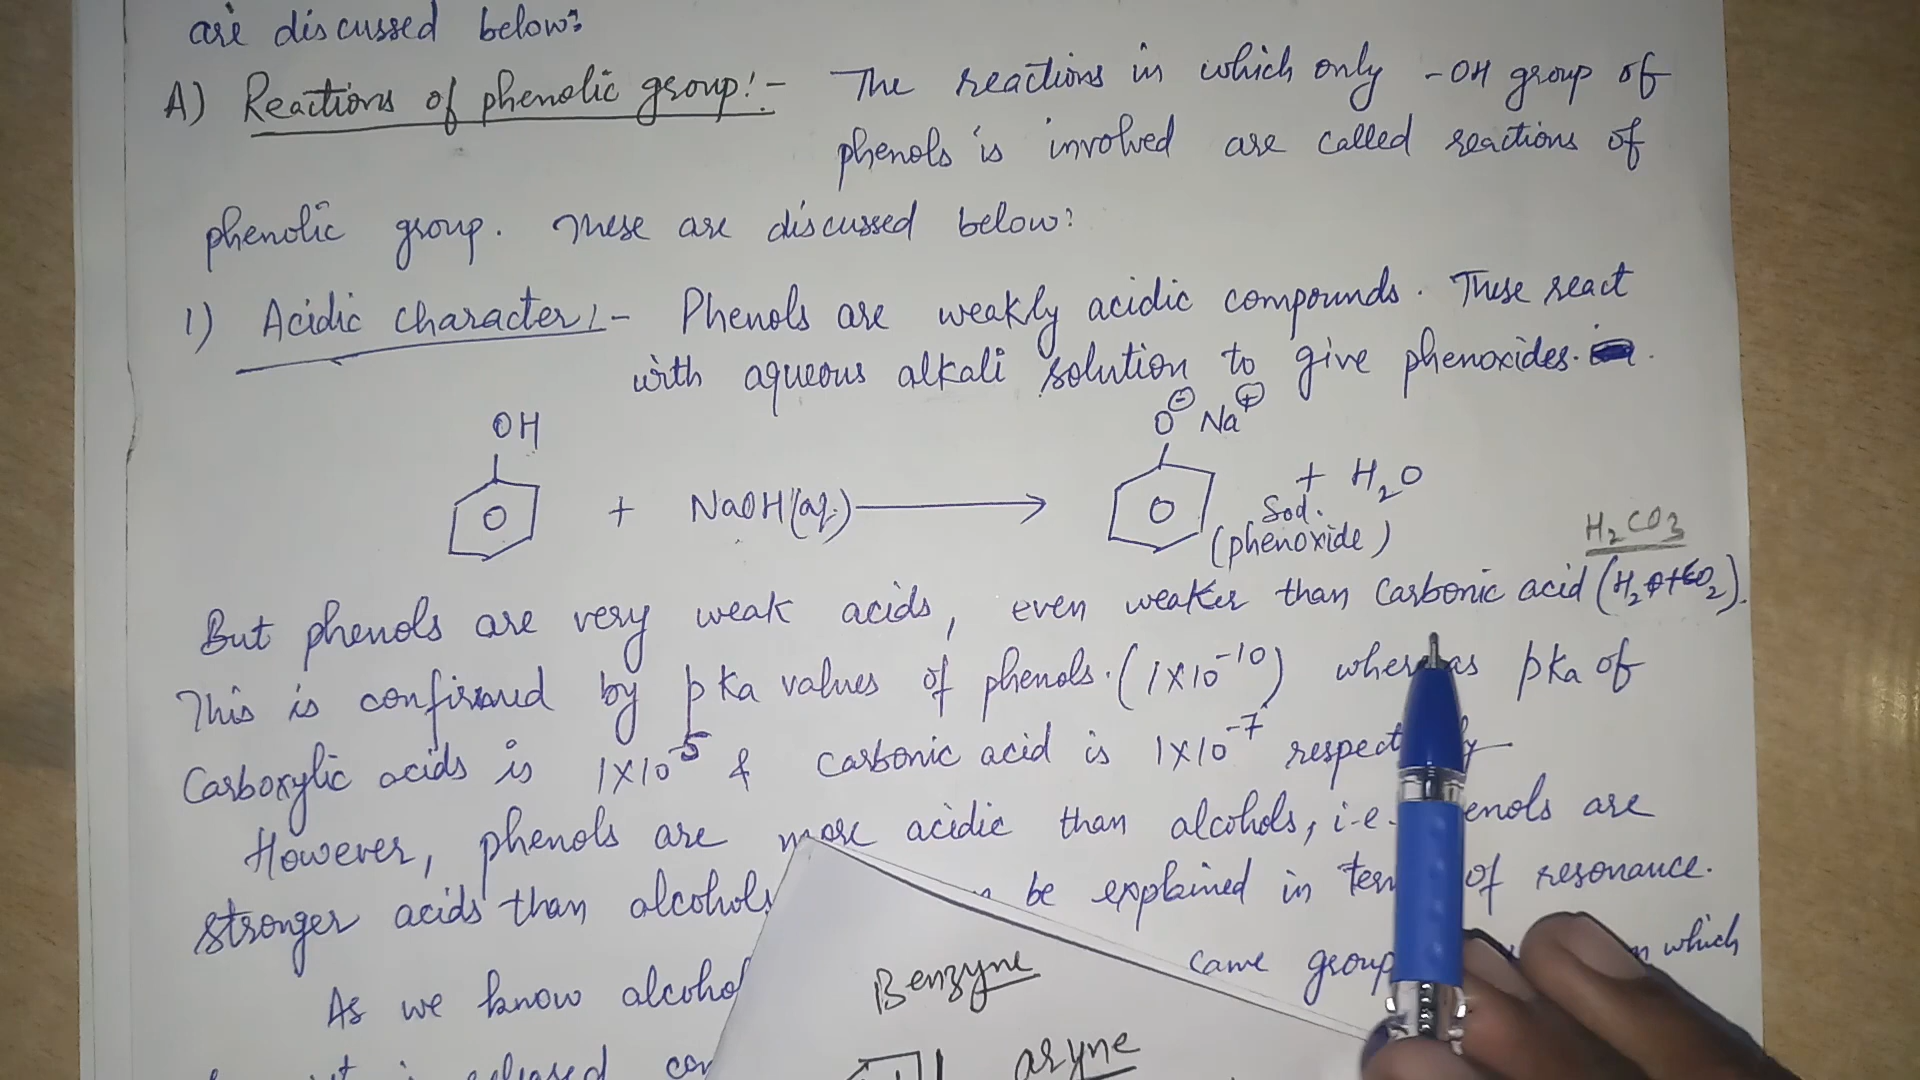 are discussed below:
A) Reactions of phenolic group:- The reactions in which only -OH group of
phenols is involved are called reactions of
phenolic group. These are discussed below:
1) Acidic character:- Phenols are weakly acidic compounds. These react
with aqueous alkali solution to give phenoxides.
OH
O⊖ Na⊕
+ NaOH(aq.) ⟶ + H₂O
Sod.
(phenoxide)
H₂CO₃
But phenols are very weak acids, even weaker than Carbonic acid (H₂O+CO₂).
This is confirmed by pKa values of phenols. (1×10⁻¹⁰) whereas pKa of
Carboxylic acids is 1×10⁻⁵ & carbonic acid is 1×10⁻⁷
However, phenols are more acidic than alcohols, i.e. are
stronger acids than alcohols be explained in of resonance.
As we know came which
Benzyne
aryne